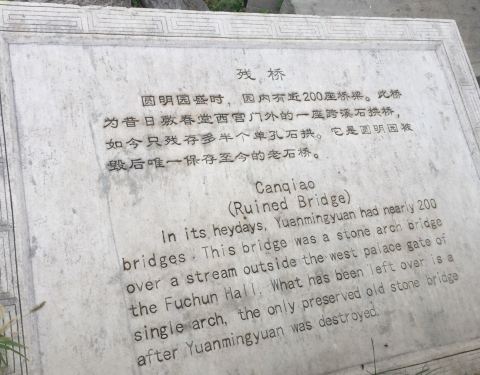 残桥
圆明园盛时，园内有近200座桥梁。此桥
为昔日敷春堂西宫门外的一座跨溪石拱桥，
如今只残存多半个单孔石拱。它是圆明园被
毁后唯一保存至今的老石桥。
Canqiao
(Ruined Bridge)
In its heydays, Yuanmingyuan had nearly 200
bridges. This bridge was a stone arch bridge
over a stream outside the west palace gate of
the Fuchun Hall. What has been left over is a
single arch, the only preserved old stone bridge
after Yuanmingyuan was destroyed.